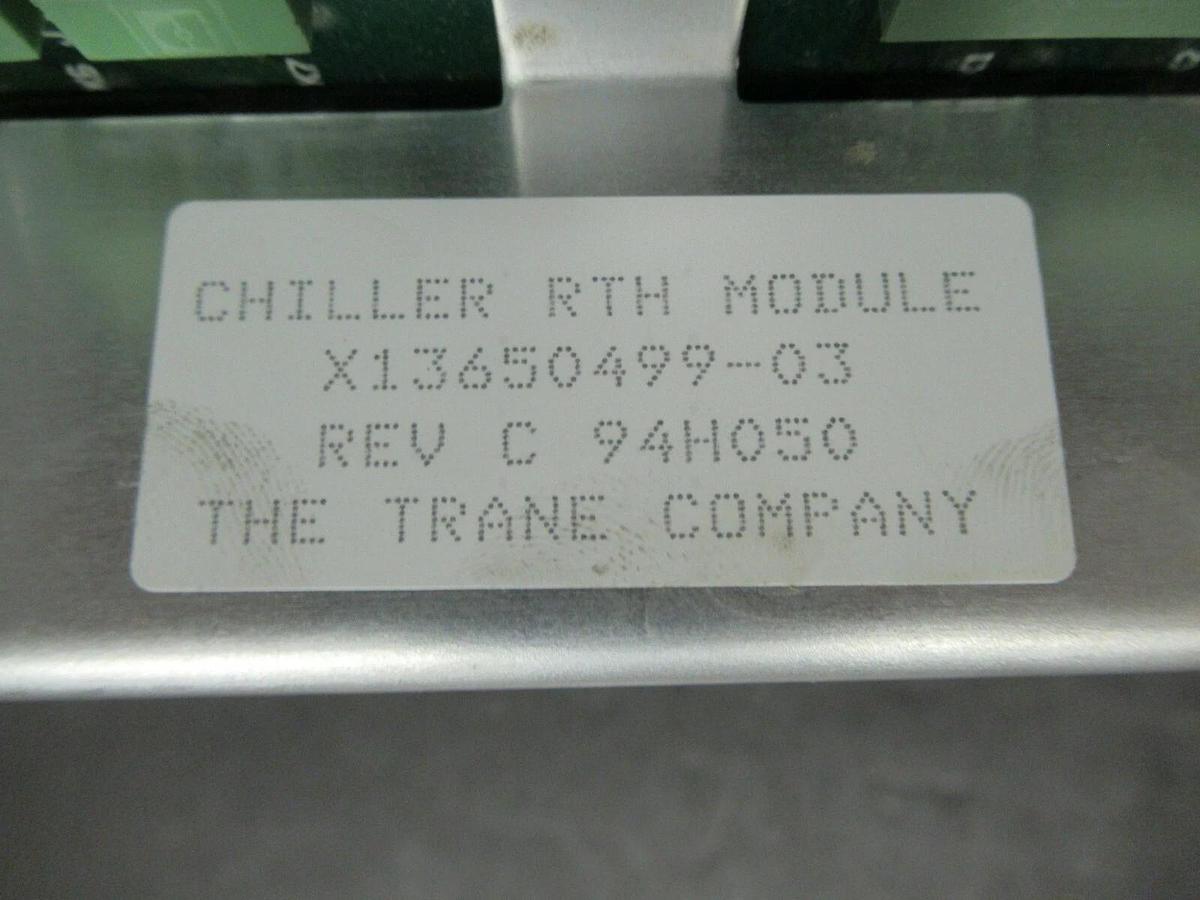 CHILLER RTH MODULE
X13650499-03
REV C 94H050
THE TRANE COMPANY